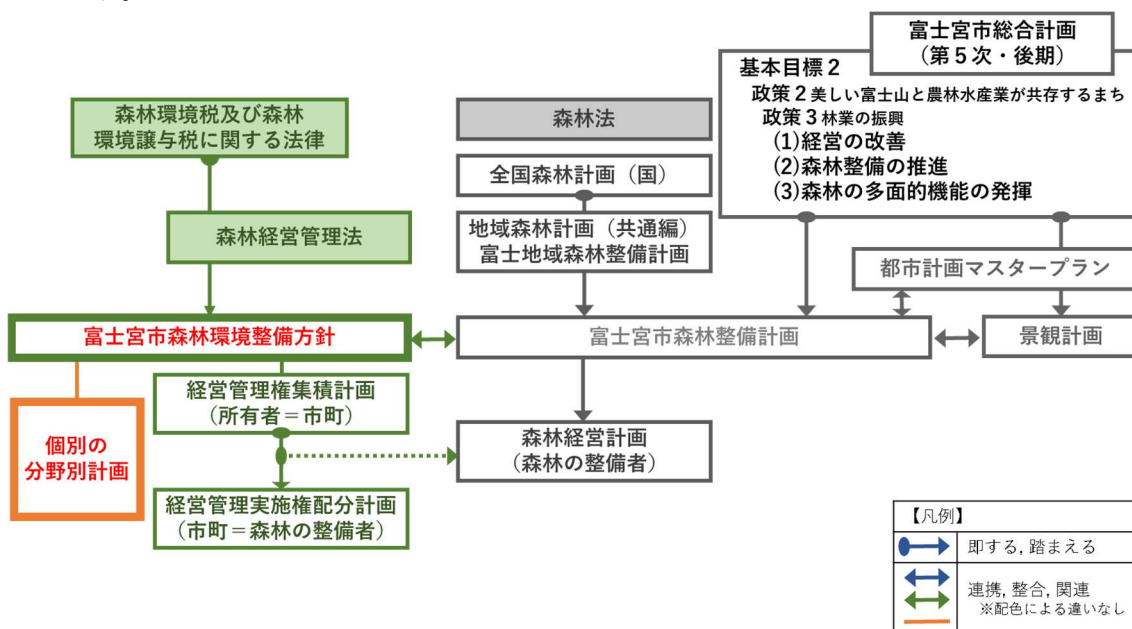 富士宮市総合計画
(第5次・後期)
基本目標2
政策2 美しい富士山と農林水産業が共存するまち
政策3 林業の振興
(1)経営の改善
(2)森林整備の推進
(3)森林の多面的機能の発揮
森林環境税及び森林
環境譲与税に関する法律
森林法
全国森林計画(国)
森林経営管理法
地域森林計画(共通編)
富士地域森林整備計画
都市計画マスタープラン
富士宮市森林環境整備方針
富士宮市森林整備計画
景観計画
経営管理権集積計画
(所有者=市町)
個別の
分野別計画
森林経営計画
(森林の整備者)
経営管理実施権配分計画
(市町=森林の整備者)
【凡例】
即する,踏まえる
連携,整合,関連
※配色による違いなし